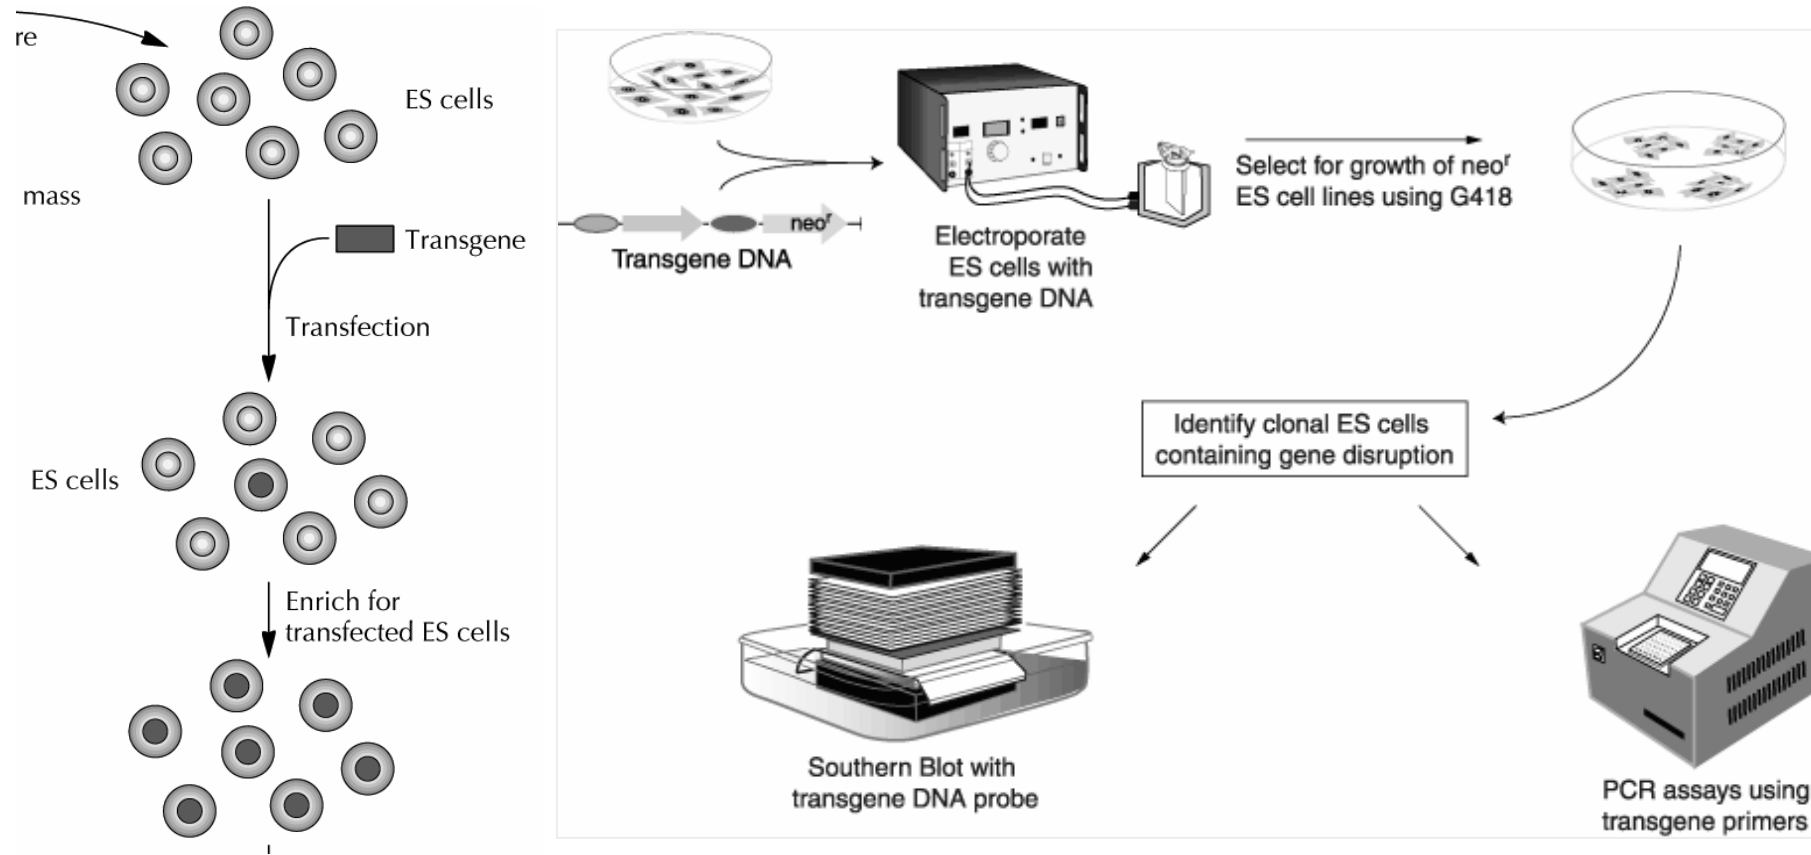 re
ES cells
mass
Transgene
Transfection
ES cells
Enrich for
transfected ES cells
neoʳ
Transgene DNA
Electroporate
ES cells with
transgene DNA
Select for growth of neoʳ
ES cell lines using G418
Identify clonal ES cells
containing gene disruption
Southern Blot with
transgene DNA probe
PCR assays using
transgene primers